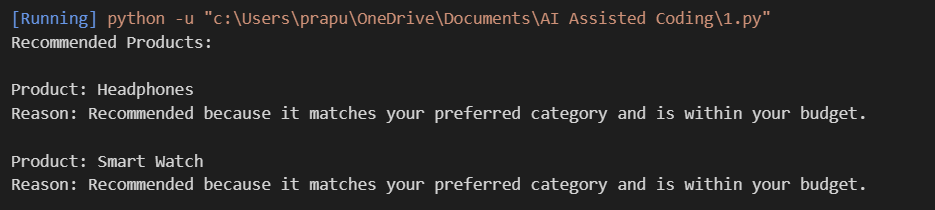 [Running] python -u "c:\Users\prapu\OneDrive\Documents\AI Assisted Coding\1.py"
Recommended Products:
Product: Headphones
Reason: Recommended because it matches your preferred category and is within your budget.
Product: Smart Watch
Reason: Recommended because it matches your preferred category and is within your budget.